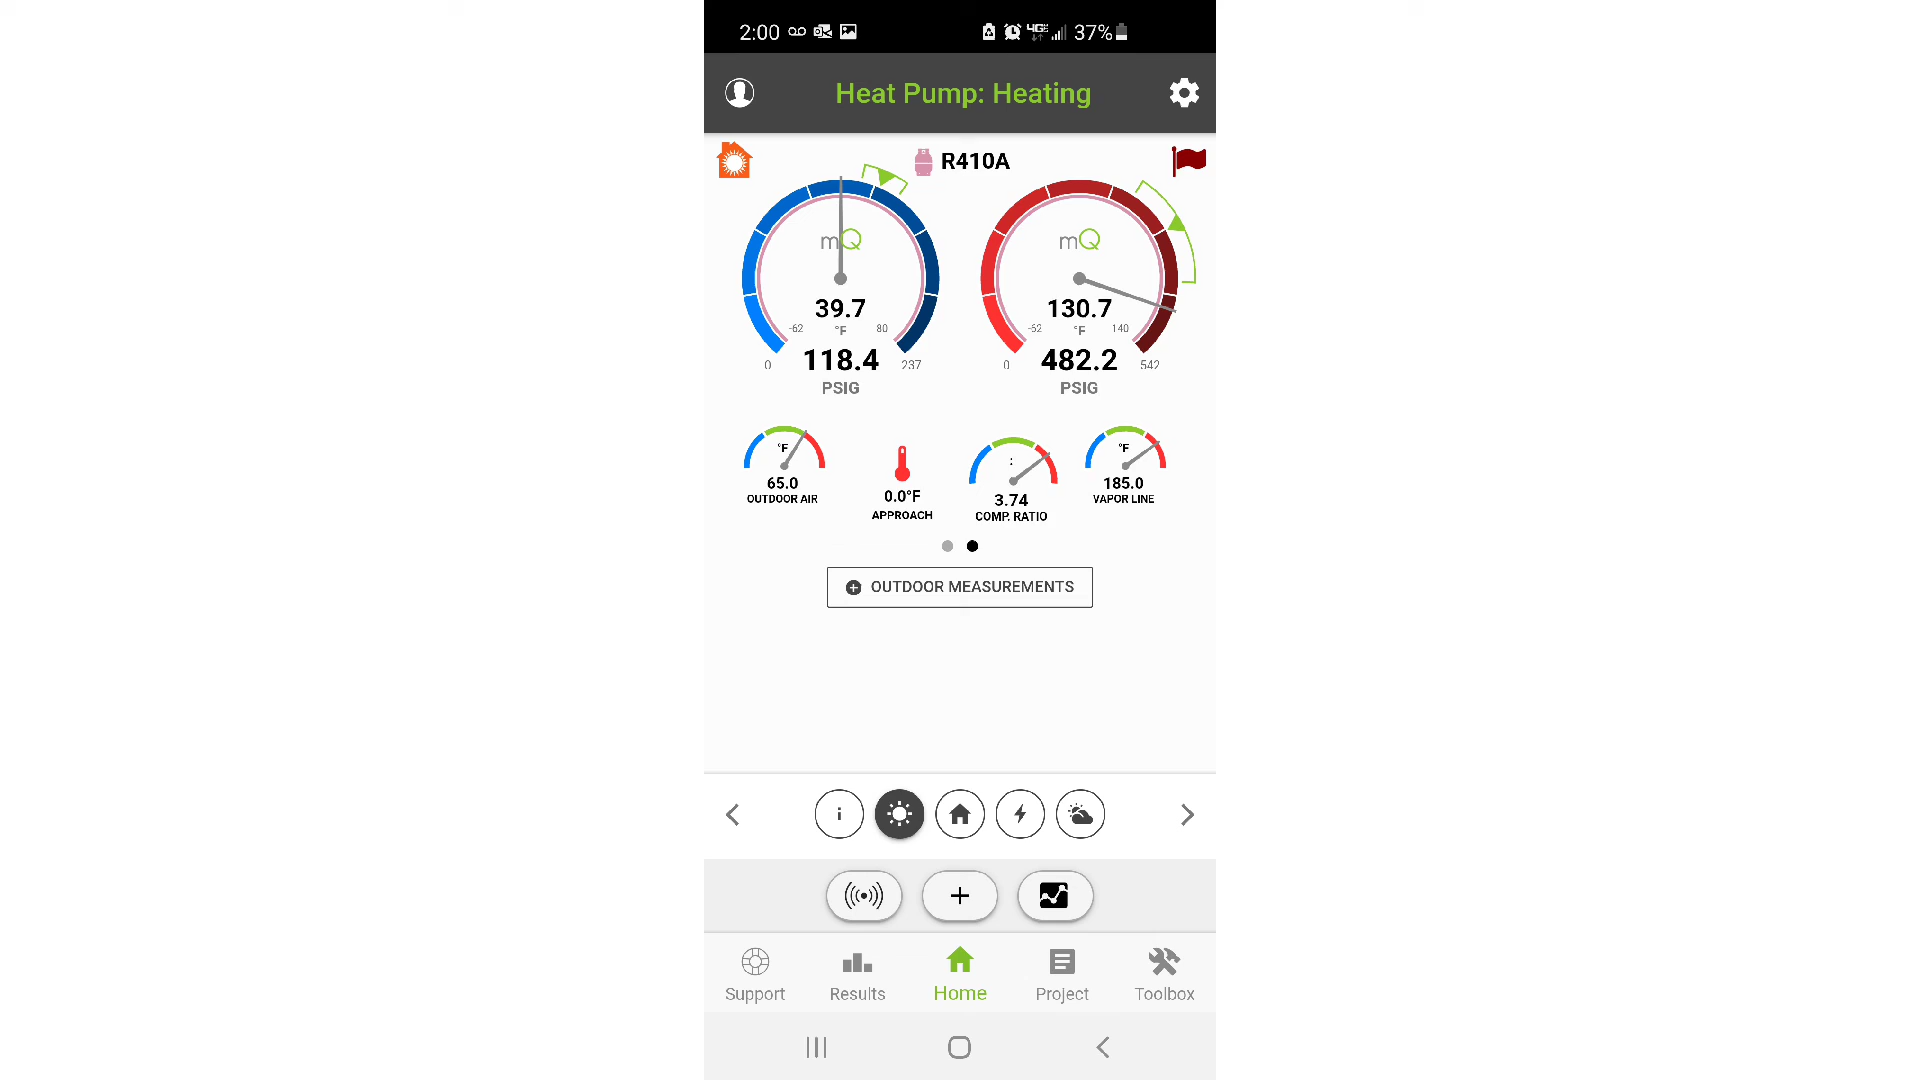 2:00 4G 37%
Heat Pump: Heating
R410A
mQ mQ
39.7 130.7
-62 °F 80 -62 °F 140
118.4 482.2
0 237 0 542
PSIG PSIG
°F : °F
65.0 0.0°F 3.74 185.0
OUTDOOR AIR APPROACH COMP. RATIO VAPOR LINE
OUTDOOR MEASUREMENTS
i
Support Results Home Project Toolbox